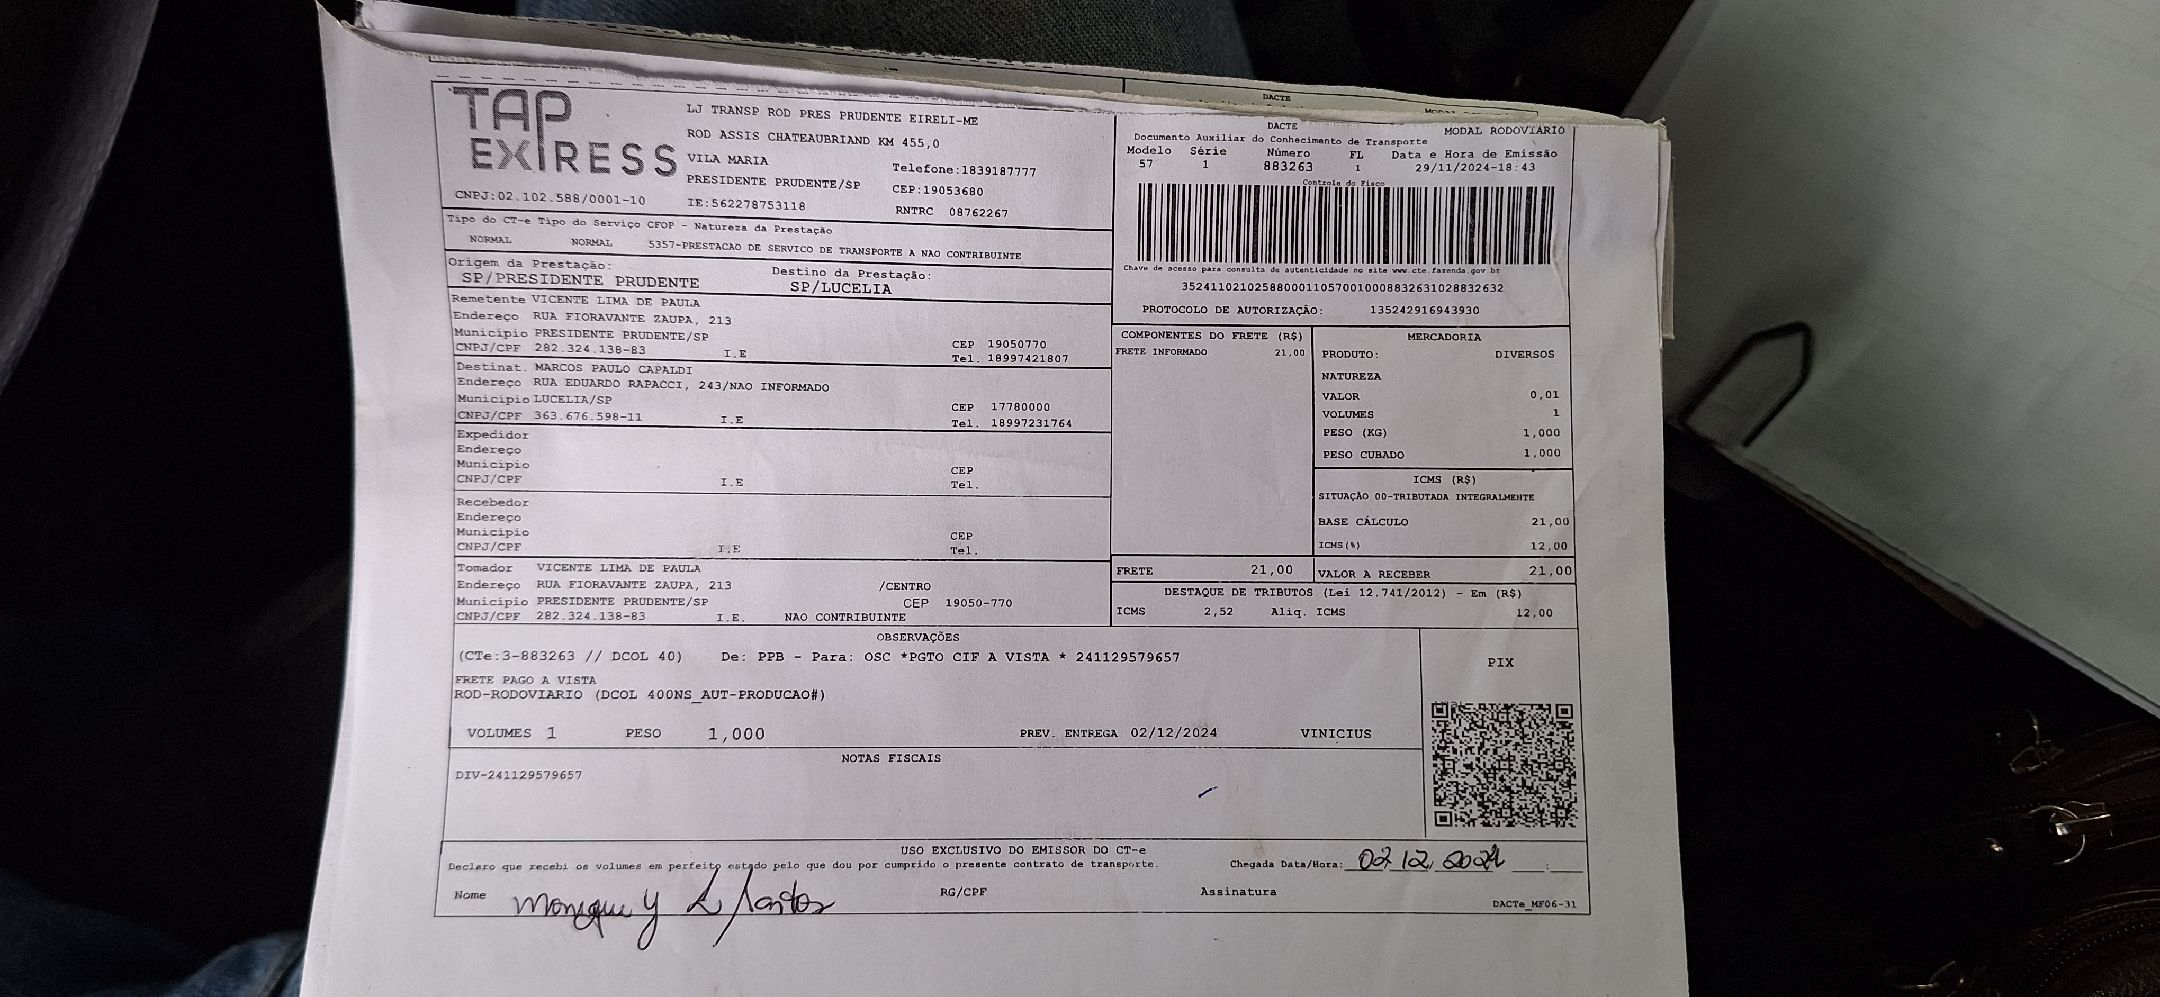 DACTE
TAP EXPRESS
CNPJ:02.102.588/0001-10
LJ TRANSP ROD PRES PRUDENTE EIRELI-ME
ROD ASSIS CHATEAUBRIAND KM 455,0
VILA MARIA Telefone:1839187777
PRESIDENTE PRUDENTE/SP CEP:19053680
IE:562278753118 RNTRC 08762267
DACTE MODAL RODOVIÁRIO
Documento Auxiliar do Conhecimento de Transporte
Modelo Série Número FL Data e Hora de Emissão
57 1 883263 1 29/11/2024-18:43
Controle do Fisco
Chave de acesso para consulta de autenticidade no site www.cte.fazenda.gov.br
35241102102588000110570010008832631028832632
PROTOCOLO DE AUTORIZAÇÃO: 135242916943930
Tipo do CT-e Tipo do Serviço CFOP - Natureza da Prestação
NORMAL NORMAL 5357-PRESTACAO DE SERVICO DE TRANSPORTE A NAO CONTRIBUINTE
Origem da Prestação: Destino da Prestação:
SP/PRESIDENTE PRUDENTE SP/LUCELIA
Remetente VICENTE LIMA DE PAULA
Endereço RUA FIORAVANTE ZAUPA, 213
Município PRESIDENTE PRUDENTE/SP CEP 19050770
CNPJ/CPF 282.324.138-83 I.E Tel. 18997421807
Destinat. MARCOS PAULO CAPALDI
Endereço RUA EDUARDO RAPACCI, 243/NAO INFORMADO
Município LUCELIA/SP CEP 17780000
CNPJ/CPF 363.676.598-11 I.E Tel. 18997231764
Expedidor
Endereço
Município CEP
CNPJ/CPF I.E Tel.
Recebedor
Endereço
Município CEP
CNPJ/CPF I.E Tel.
Tomador VICENTE LIMA DE PAULA
Endereço RUA FIORAVANTE ZAUPA, 213 /CENTRO
Município PRESIDENTE PRUDENTE/SP CEP 19050-770
CNPJ/CPF 282.324.138-83 I.E. NAO CONTRIBUINTE
COMPONENTES DO FRETE (R$)
FRETE INFORMADO 21,00
MERCADORIA
PRODUTO: DIVERSOS
NATUREZA
VALOR 0,01
VOLUMES 1
PESO (KG) 1,000
PESO CUBADO 1,000
ICMS (R$)
SITUAÇÃO 00-TRIBUTADA INTEGRALMENTE
BASE CÁLCULO 21,00
ICMS(%) 12,00
FRETE 21,00 VALOR A RECEBER 21,00
DESTAQUE DE TRIBUTOS (Lei 12.741/2012) - Em (R$)
ICMS 2,52 Aliq. ICMS 12,00
OBSERVAÇÕES
(CTe:3-883263 // DCOL 40) De: PPB - Para: OSC *PGTO CIF A VISTA * 241129579657
FRETE PAGO A VISTA
ROD-RODOVIARIO (DCOL 400NS_AUT-PRODUCAO#)
VOLUMES 1 PESO 1,000 PREV. ENTREGA 02/12/2024 VINICIUS
PIX
NOTAS FISCAIS
DIV-241129579657
USO EXCLUSIVO DO EMISSOR DO CT-e
Declaro que recebi os volumes em perfeito estado pelo que dou por cumprido o presente contrato de transporte. Chegada Data/Hora: 02 12 2024 :
Nome Monique Y L Santos RG/CPF Assinatura
DACTe_MF06-31